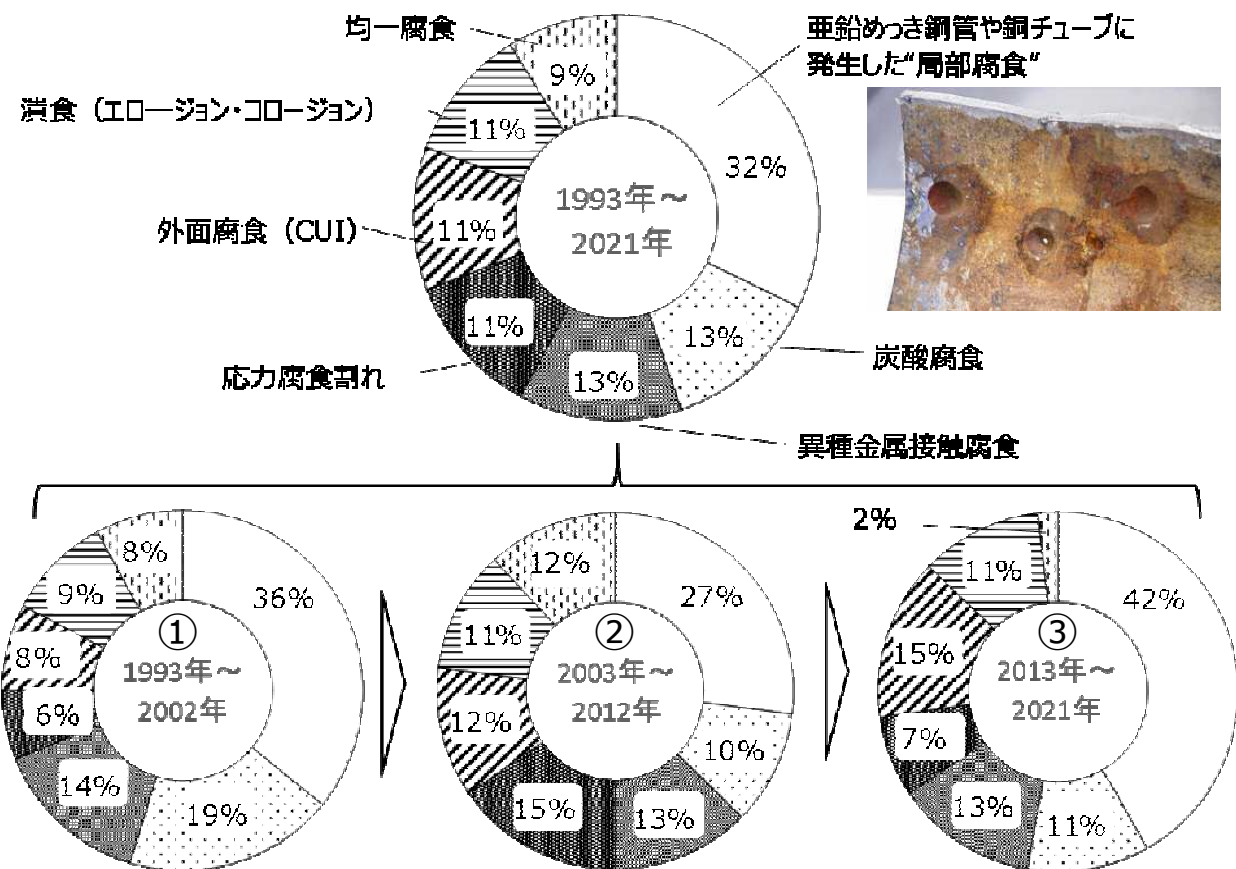 均一腐食
9%
亜鉛めっき鋼管や銅チューブに
発生した“局部腐食”
32%
潰食（エロージョン・コロージョン）
11%
外面腐食（CUI）
11%
1993年～
2021年
応力腐食割れ
11%
13%
炭酸腐食
13%
異種金属接触腐食
①
1993年～
2002年
8%
36%
9%
8%
6%
14%
19%
②
2003年～
2012年
12%
27%
11%
12%
15%
13%
10%
③
2013年～
2021年
2%
42%
11%
15%
7%
13%
11%